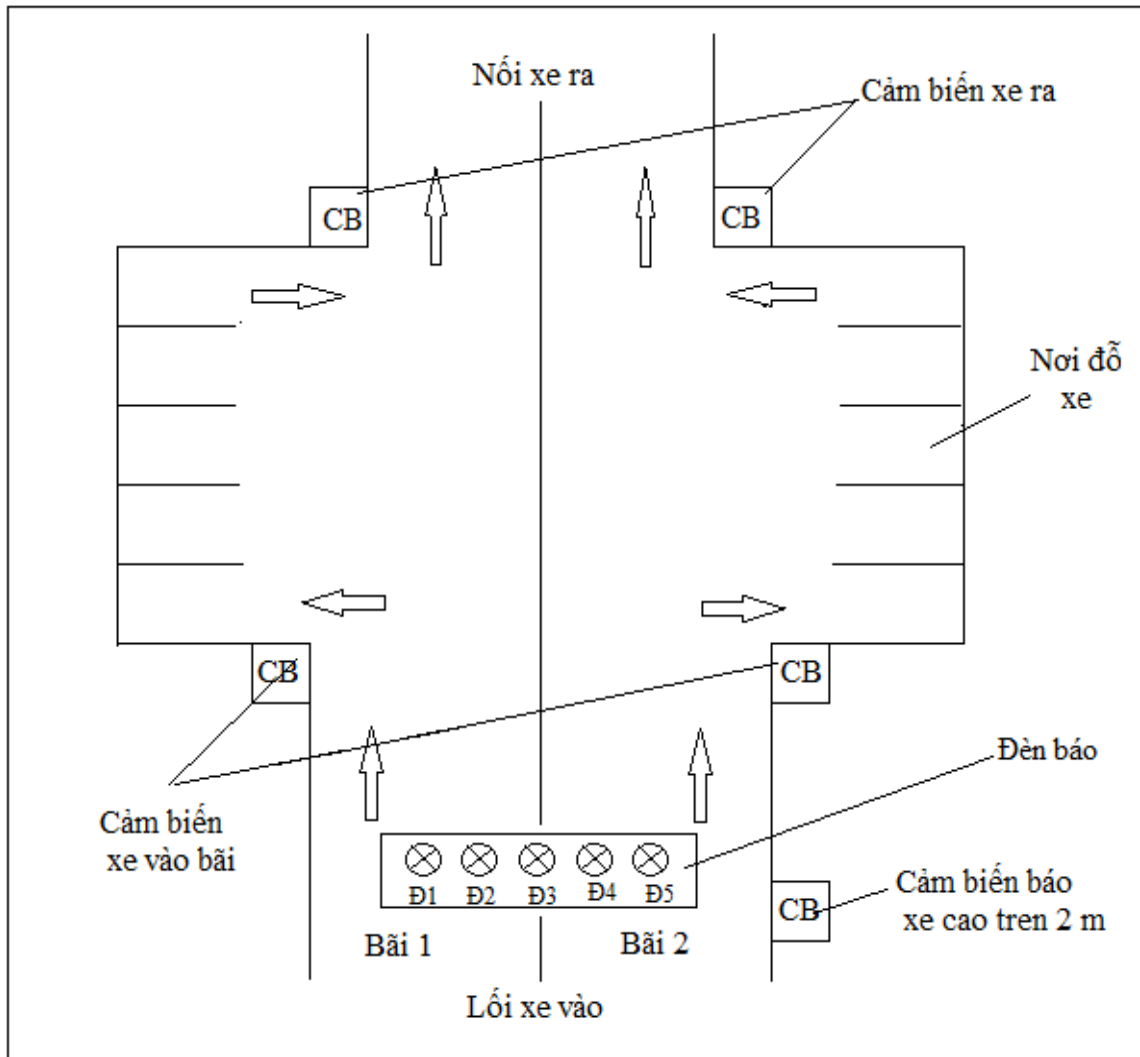 Nối xe ra
Cảm biến xe ra
CB
CB
Nơi đỗ
xe
CB
CB
Đèn báo
Cảm biến
xe vào bãi
Đ1 Đ2 Đ3 Đ4 Đ5
Cảm biến báo
xe cao tren 2 m
CB
Bãi 1
Bãi 2
Lối xe vào